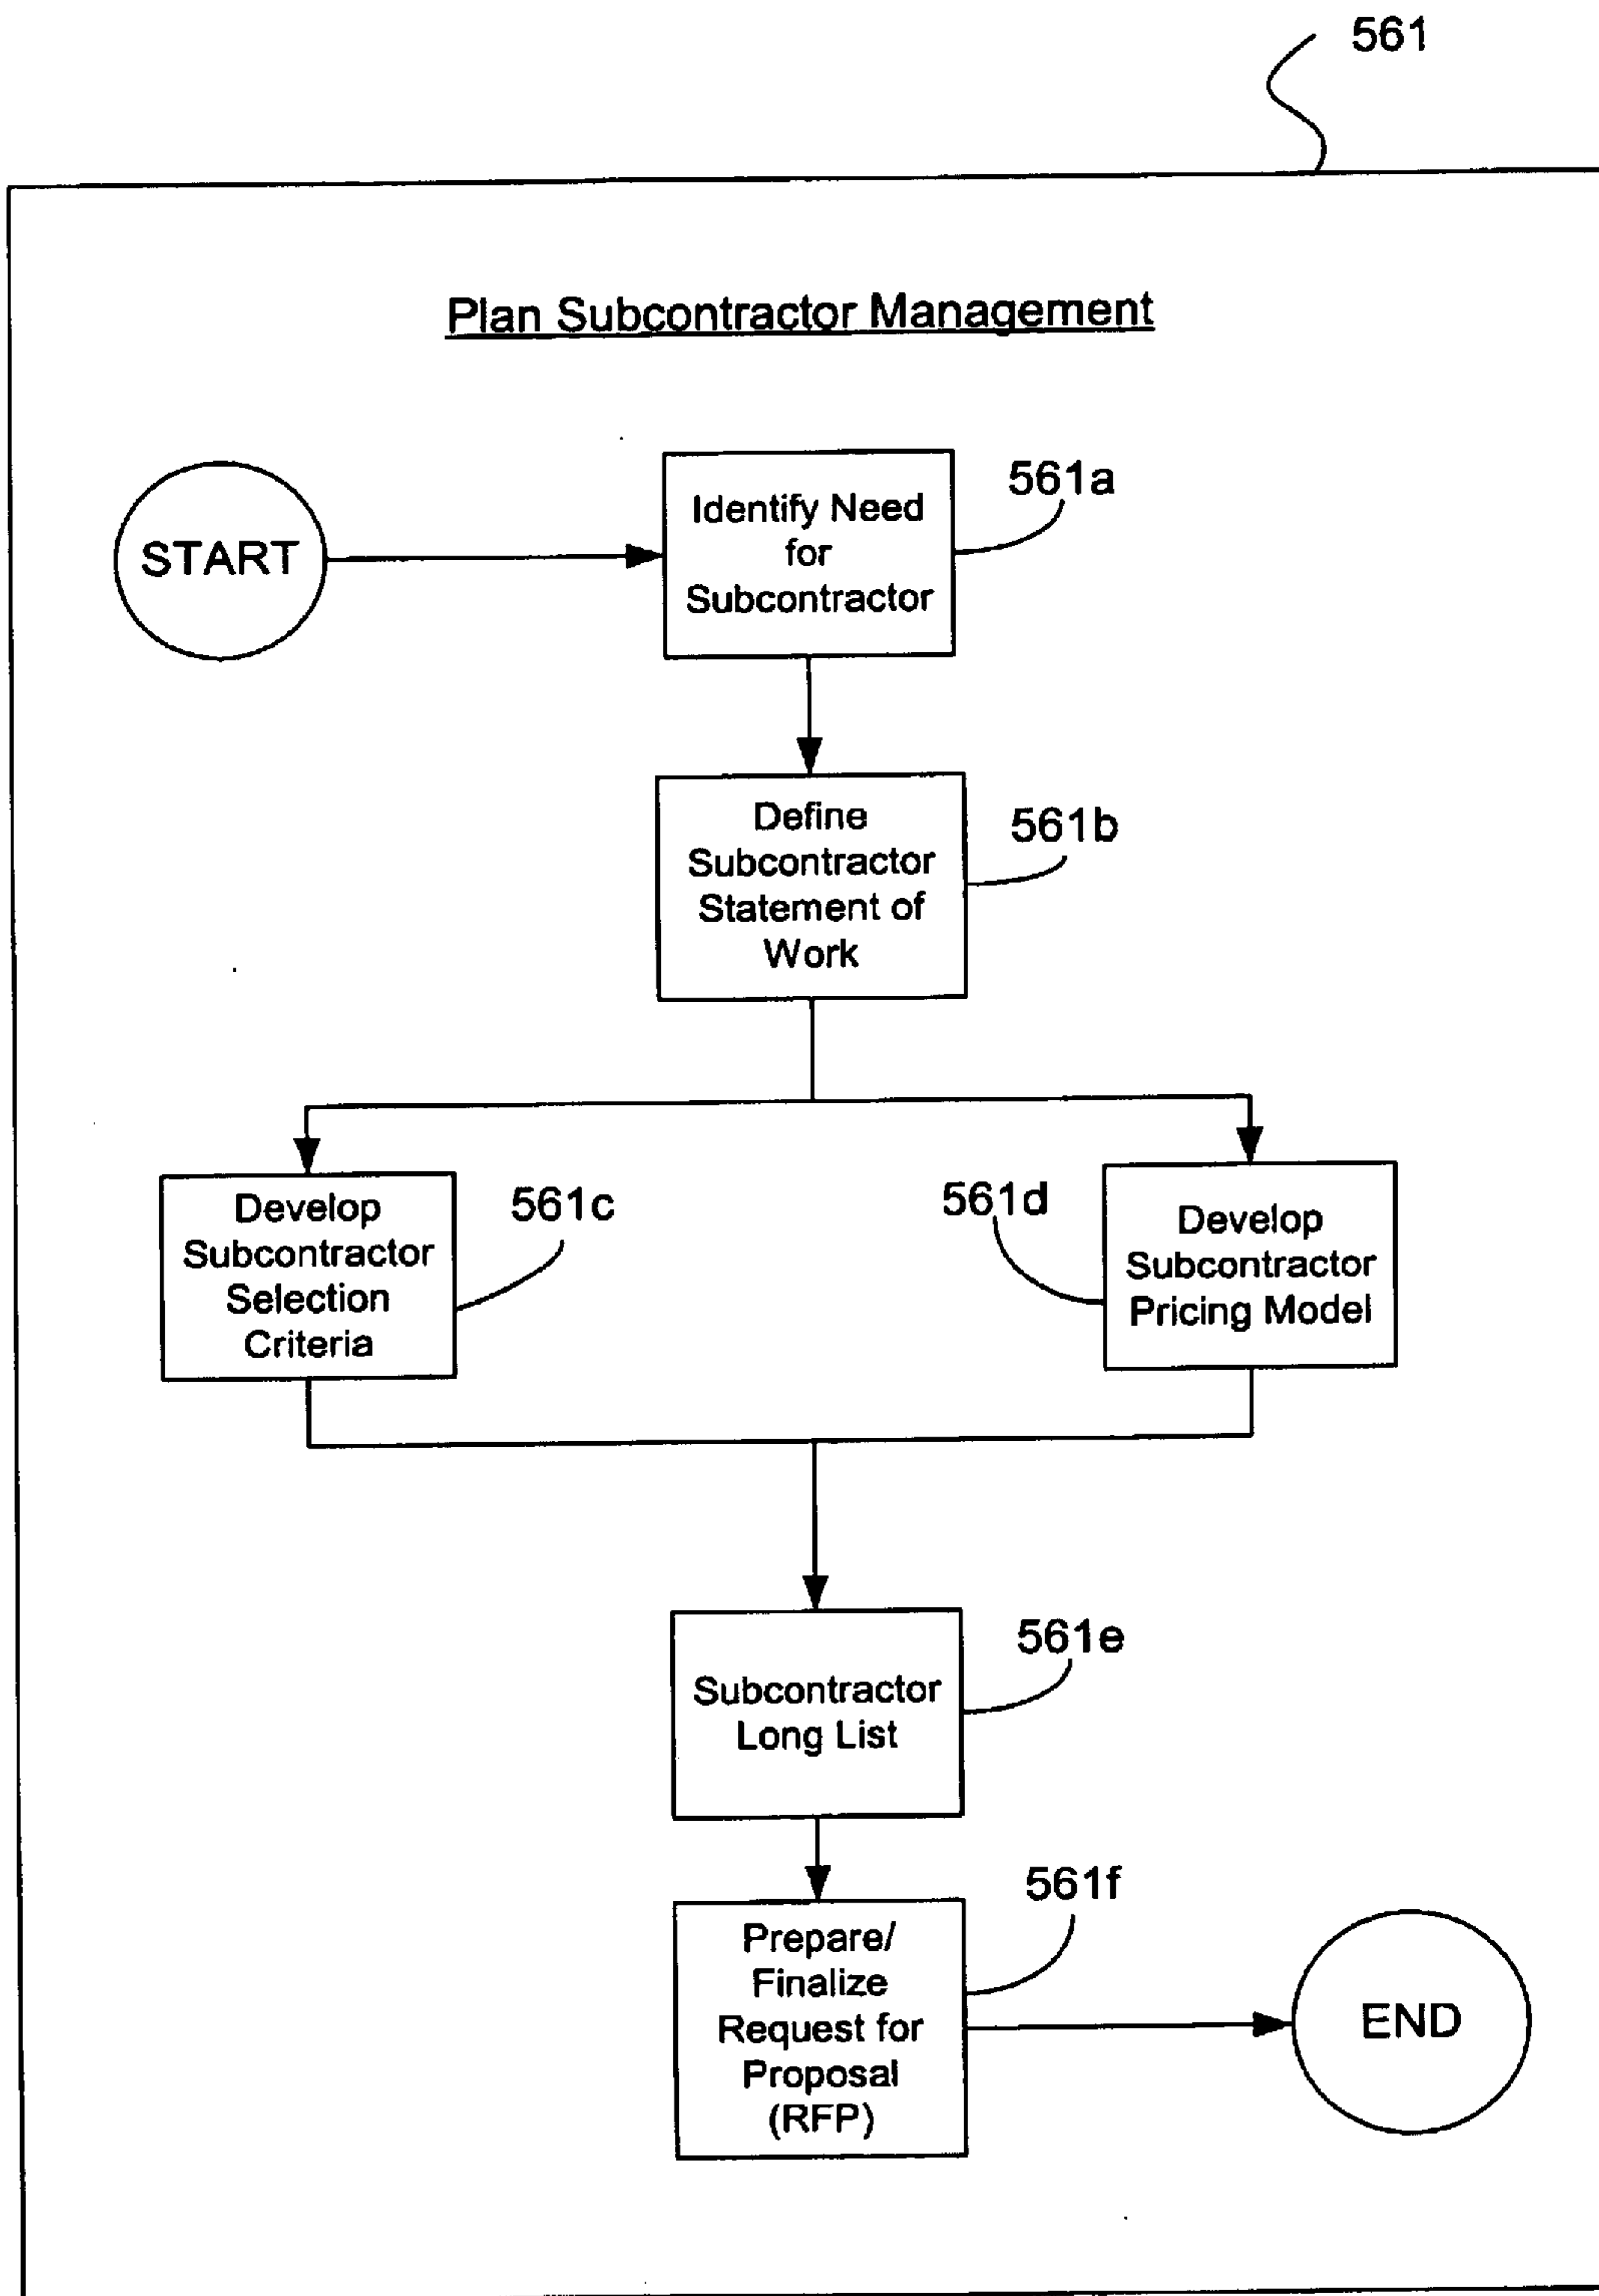 561
Plan Subcontractor Management
START
Identify Need
for
Subcontractor
561a
Define
Subcontractor
Statement of
Work
561b
Develop
Subcontractor
Selection
Criteria
561c
561d
Develop
Subcontractor
Pricing Model
Subcontractor
Long List
561e
Prepare/
Finalize
Request for
Proposal
(RFP)
561f
END